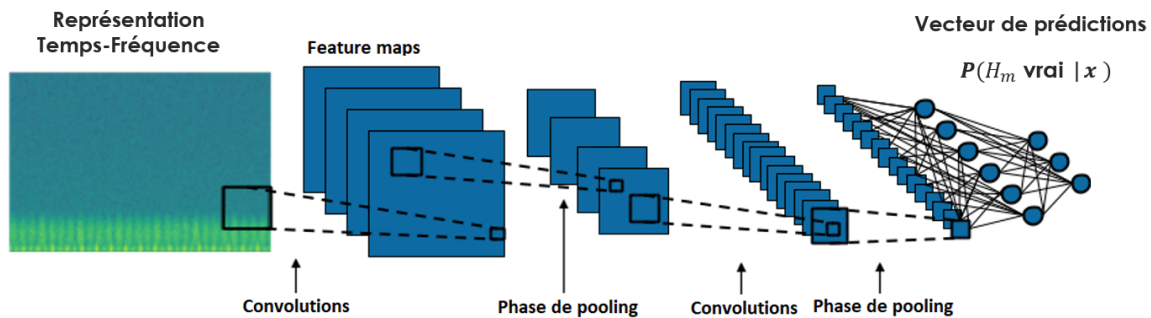 Représentation
Temps-Fréquence
Feature maps
Vecteur de prédictions
P(Hₘ vrai | x )
Convolutions
Phase de pooling
Convolutions
Phase de pooling